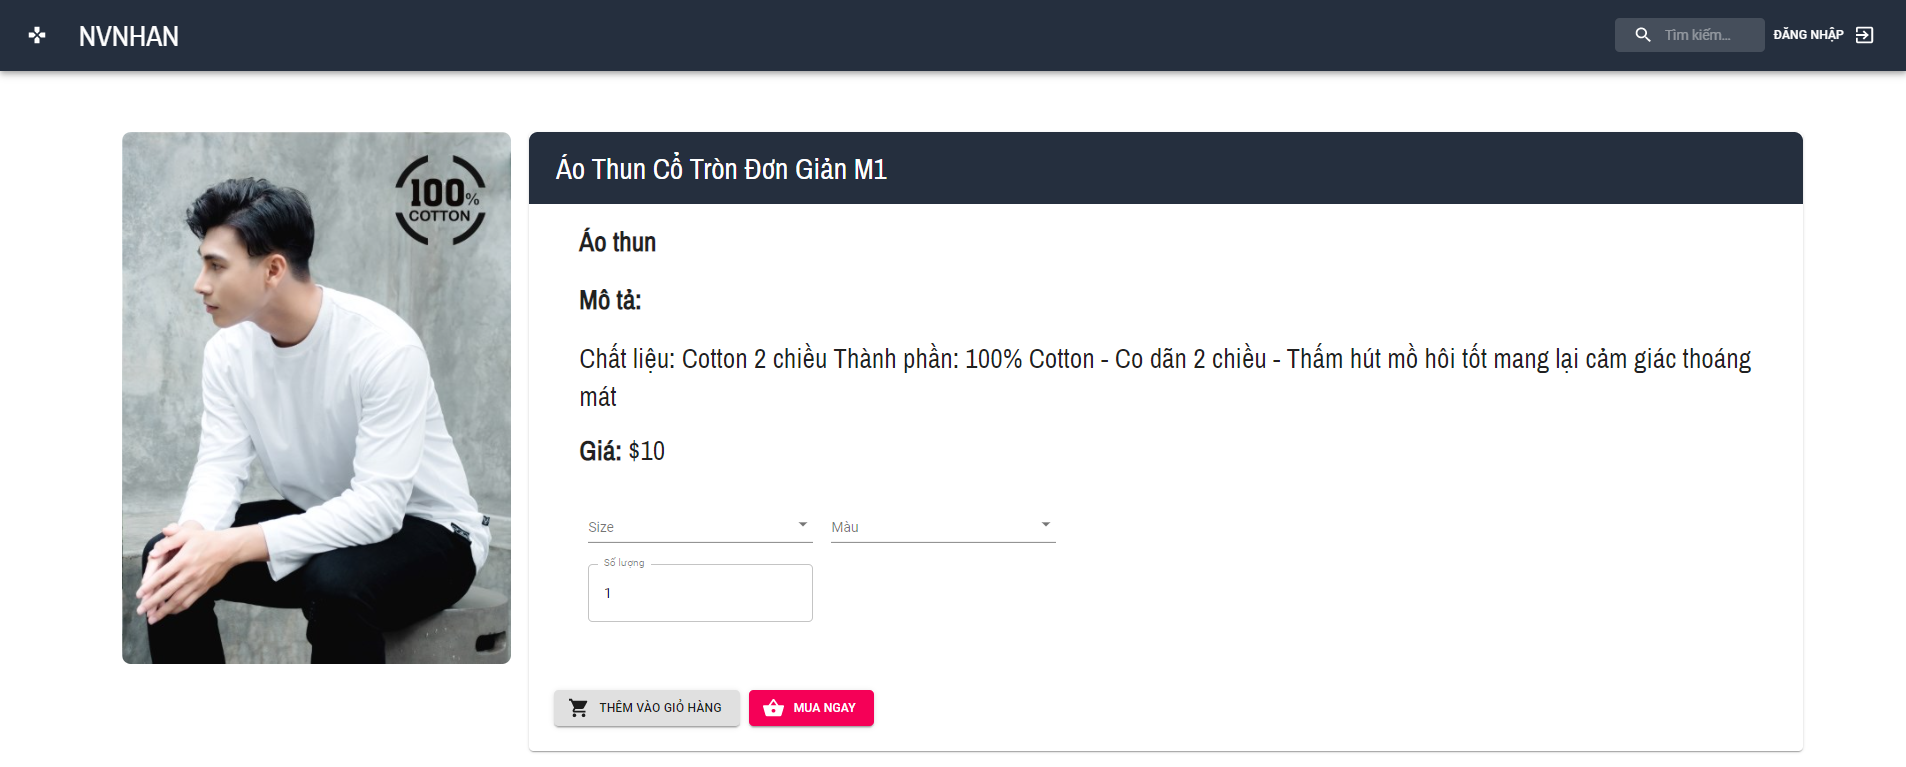 NVNHAN
Tìm kiếm...
ĐĂNG NHẬP
100%
COTTON
Áo Thun Cổ Tròn Đơn Giản M1
Áo thun
Mô tả:
Chất liệu: Cotton 2 chiều Thành phần: 100% Cotton - Co dãn 2 chiều - Thấm hút mồ hôi tốt mang lại cảm giác thoáng
mát
Giá: $10
Size
Màu
Số lượng
1
THÊM VÀO GIỎ HÀNG
MUA NGAY